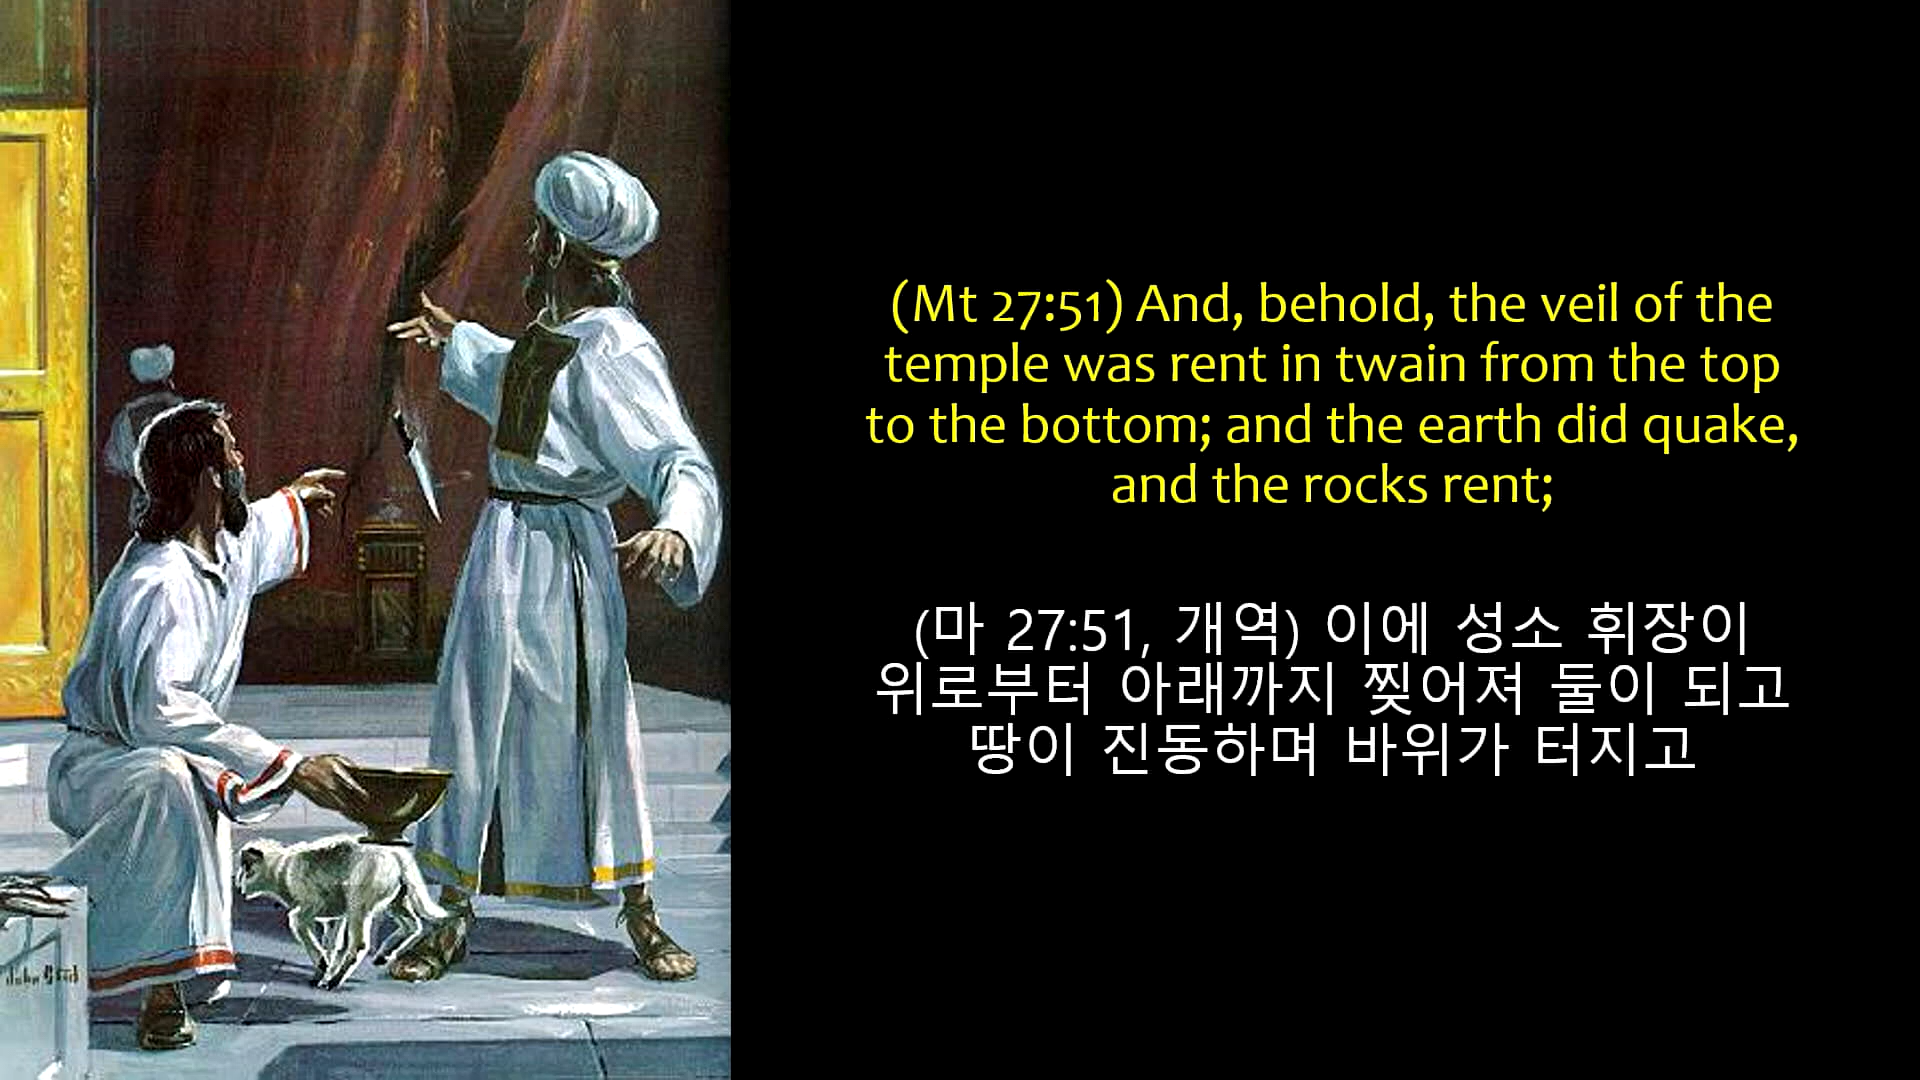 (Mt 27:51) And, behold, the veil of the
temple was rent in twain from the top
to the bottom; and the earth did quake,
and the rocks rent;
(마 27:51, 개역) 이에 성소 휘장이
위로부터 아래까지 찢어져 둘이 되고
땅이 진동하며 바위가 터지고